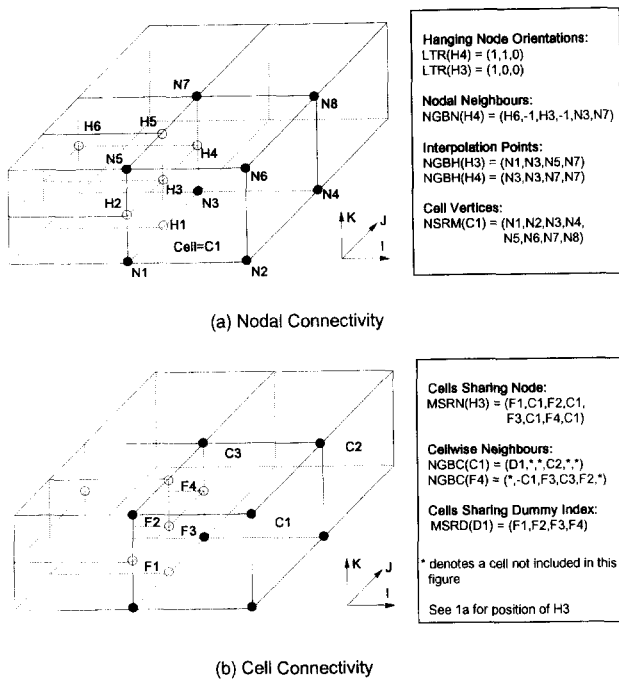 N7
N8
H6
H5
H4
N5
N6
H3
N3
N4
H2
H1
Cell=C1
N1
N2
K
J
I
Hanging Node Orientations:
LTR(H4) = (1,1,0)
LTR(H3) = (1,0,0)
Nodal Neighbours:
NGBN(H4) = (H6,-1,H3,-1,N3,N7)
Interpolation Points:
NGBH(H3) = (N1,N3,N5,N7)
NGBH(H4) = (N3,N3,N7,N7)
Cell Vertices:
NSRM(C1) = (N1,N2,N3,N4,
N5,N6,N7,N8)
(a) Nodal Connectivity
C3
C2
F4
F2
F3
C1
F1
K
J
I
Cells Sharing Node:
MSRN(H3) = (F1,C1,F2,C1,
F3,C1,F4,C1)
Cellwise Neighbours:
NGBC(C1) = (D1,*,*,C2,*,*)
NGBC(F4) = (*,-C1,F3,C3,F2,*)
Cells Sharing Dummy Index:
MSRD(D1) = (F1,F2,F3,F4)
* denotes a cell not included in this
figure
See 1a for position of H3
(b) Cell Connectivity